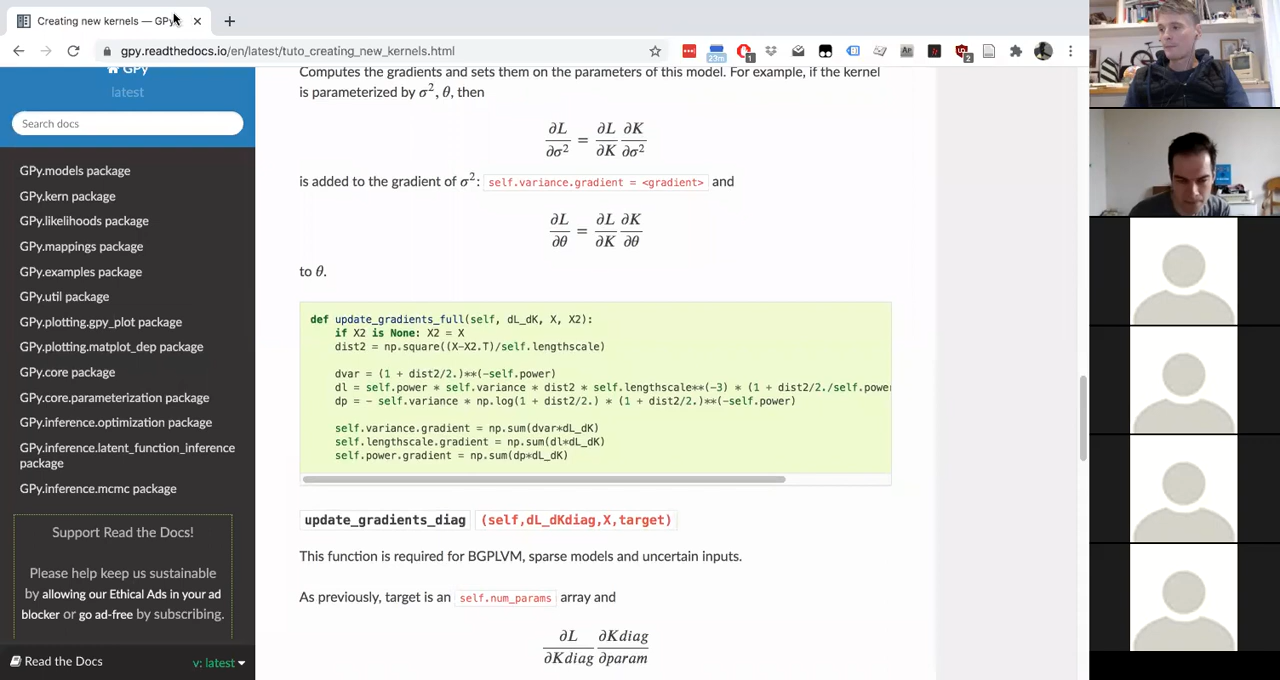 Creating new kernels — GPy
gpy.readthedocs.io/en/latest/tuto_creating_new_kernels.html
23m
1
2
GPy
latest
Search docs
GPy.models package
GPy.kern package
GPy.likelihoods package
GPy.mappings package
GPy.examples package
GPy.util package
GPy.plotting.gpy_plot package
GPy.plotting.matplot_dep package
GPy.core package
GPy.core.parameterization package
GPy.inference.optimization package
GPy.inference.latent_function_inference
package
GPy.inference.mcmc package
Support Read the Docs!
Please help keep us sustainable
by allowing our Ethical Ads in your ad
blocker or go ad-free by subscribing.
Read the Docs
v: latest
Computes the gradients and sets them on the parameters of this model. For example, if the kernel
is parameterized by σ², θ, then
∂L/∂σ² = ∂L/∂K ∂K/∂σ²
is added to the gradient of σ²: self.variance.gradient = <gradient> and
∂L/∂θ = ∂L/∂K ∂K/∂θ
to θ.
def update_gradients_full(self, dL_dK, X, X2):
if X2 is None: X2 = X
dist2 = np.square((X-X2.T)/self.lengthscale)
dvar = (1 + dist2/2.)**(-self.power)
dl = self.power * self.variance * dist2 * self.lengthscale**(-3) * (1 + dist2/2./self.power
dp = - self.variance * np.log(1 + dist2/2.) * (1 + dist2/2.)**(-self.power)
self.variance.gradient = np.sum(dvar*dL_dK)
self.lengthscale.gradient = np.sum(dl*dL_dK)
self.power.gradient = np.sum(dp*dL_dK)
update_gradients_diag (self,dL_dKdiag,X,target)
This function is required for BGPLVM, sparse models and uncertain inputs.
As previously, target is an self.num_params array and
∂L/∂Kdiag ∂Kdiag/∂param